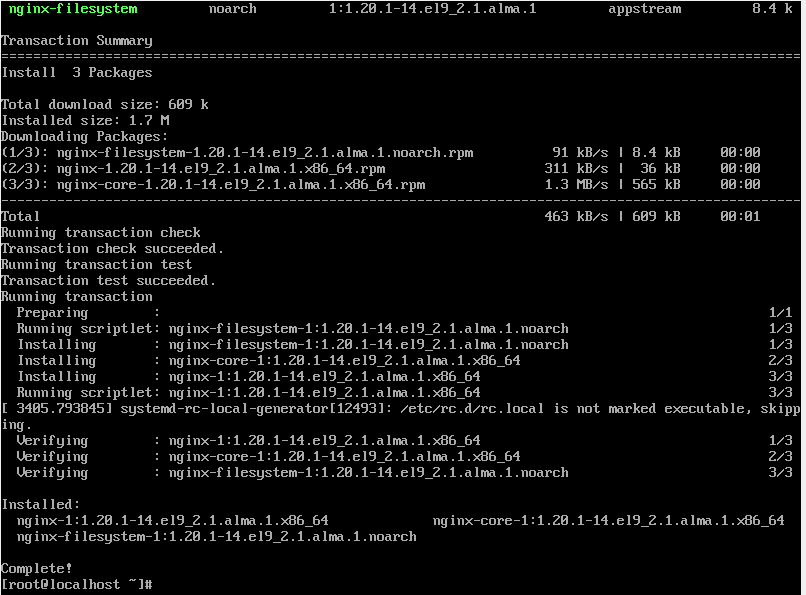 nginx-filesystem noarch 1:1.20.1-14.el9_2.1.alma.1 appstream 8.4 k
Transaction Summary
================================================================================
Install 3 Packages
Total download size: 609 k
Installed size: 1.7 M
Downloading Packages:
(1/3): nginx-filesystem-1.20.1-14.el9_2.1.alma.1.noarch.rpm 91 kB/s | 8.4 kB 00:00
(2/3): nginx-1.20.1-14.el9_2.1.alma.1.x86_64.rpm 311 kB/s | 36 kB 00:00
(3/3): nginx-core-1.20.1-14.el9_2.1.alma.1.x86_64.rpm 1.3 MB/s | 565 kB 00:00
--------------------------------------------------------------------------------
Total 463 kB/s | 609 kB 00:01
Running transaction check
Transaction check succeeded.
Running transaction test
Transaction test succeeded.
Running transaction
Preparing : 1/1
Running scriptlet: nginx-filesystem-1:1.20.1-14.el9_2.1.alma.1.noarch 1/3
Installing : nginx-filesystem-1:1.20.1-14.el9_2.1.alma.1.noarch 1/3
Installing : nginx-core-1:1.20.1-14.el9_2.1.alma.1.x86_64 2/3
Installing : nginx-1:1.20.1-14.el9_2.1.alma.1.x86_64 3/3
Running scriptlet: nginx-1:1.20.1-14.el9_2.1.alma.1.x86_64 3/3
[ 3405.793845] systemd-rc-local-generator[12493]: /etc/rc.d/rc.local is not marked executable, skipp
ing.
Verifying : nginx-1:1.20.1-14.el9_2.1.alma.1.x86_64 1/3
Verifying : nginx-core-1:1.20.1-14.el9_2.1.alma.1.x86_64 2/3
Verifying : nginx-filesystem-1:1.20.1-14.el9_2.1.alma.1.noarch 3/3
Installed:
nginx-1:1.20.1-14.el9_2.1.alma.1.x86_64 nginx-core-1:1.20.1-14.el9_2.1.alma.1.x86_64
nginx-filesystem-1:1.20.1-14.el9_2.1.alma.1.noarch
Complete!
[root@localhost ~]#